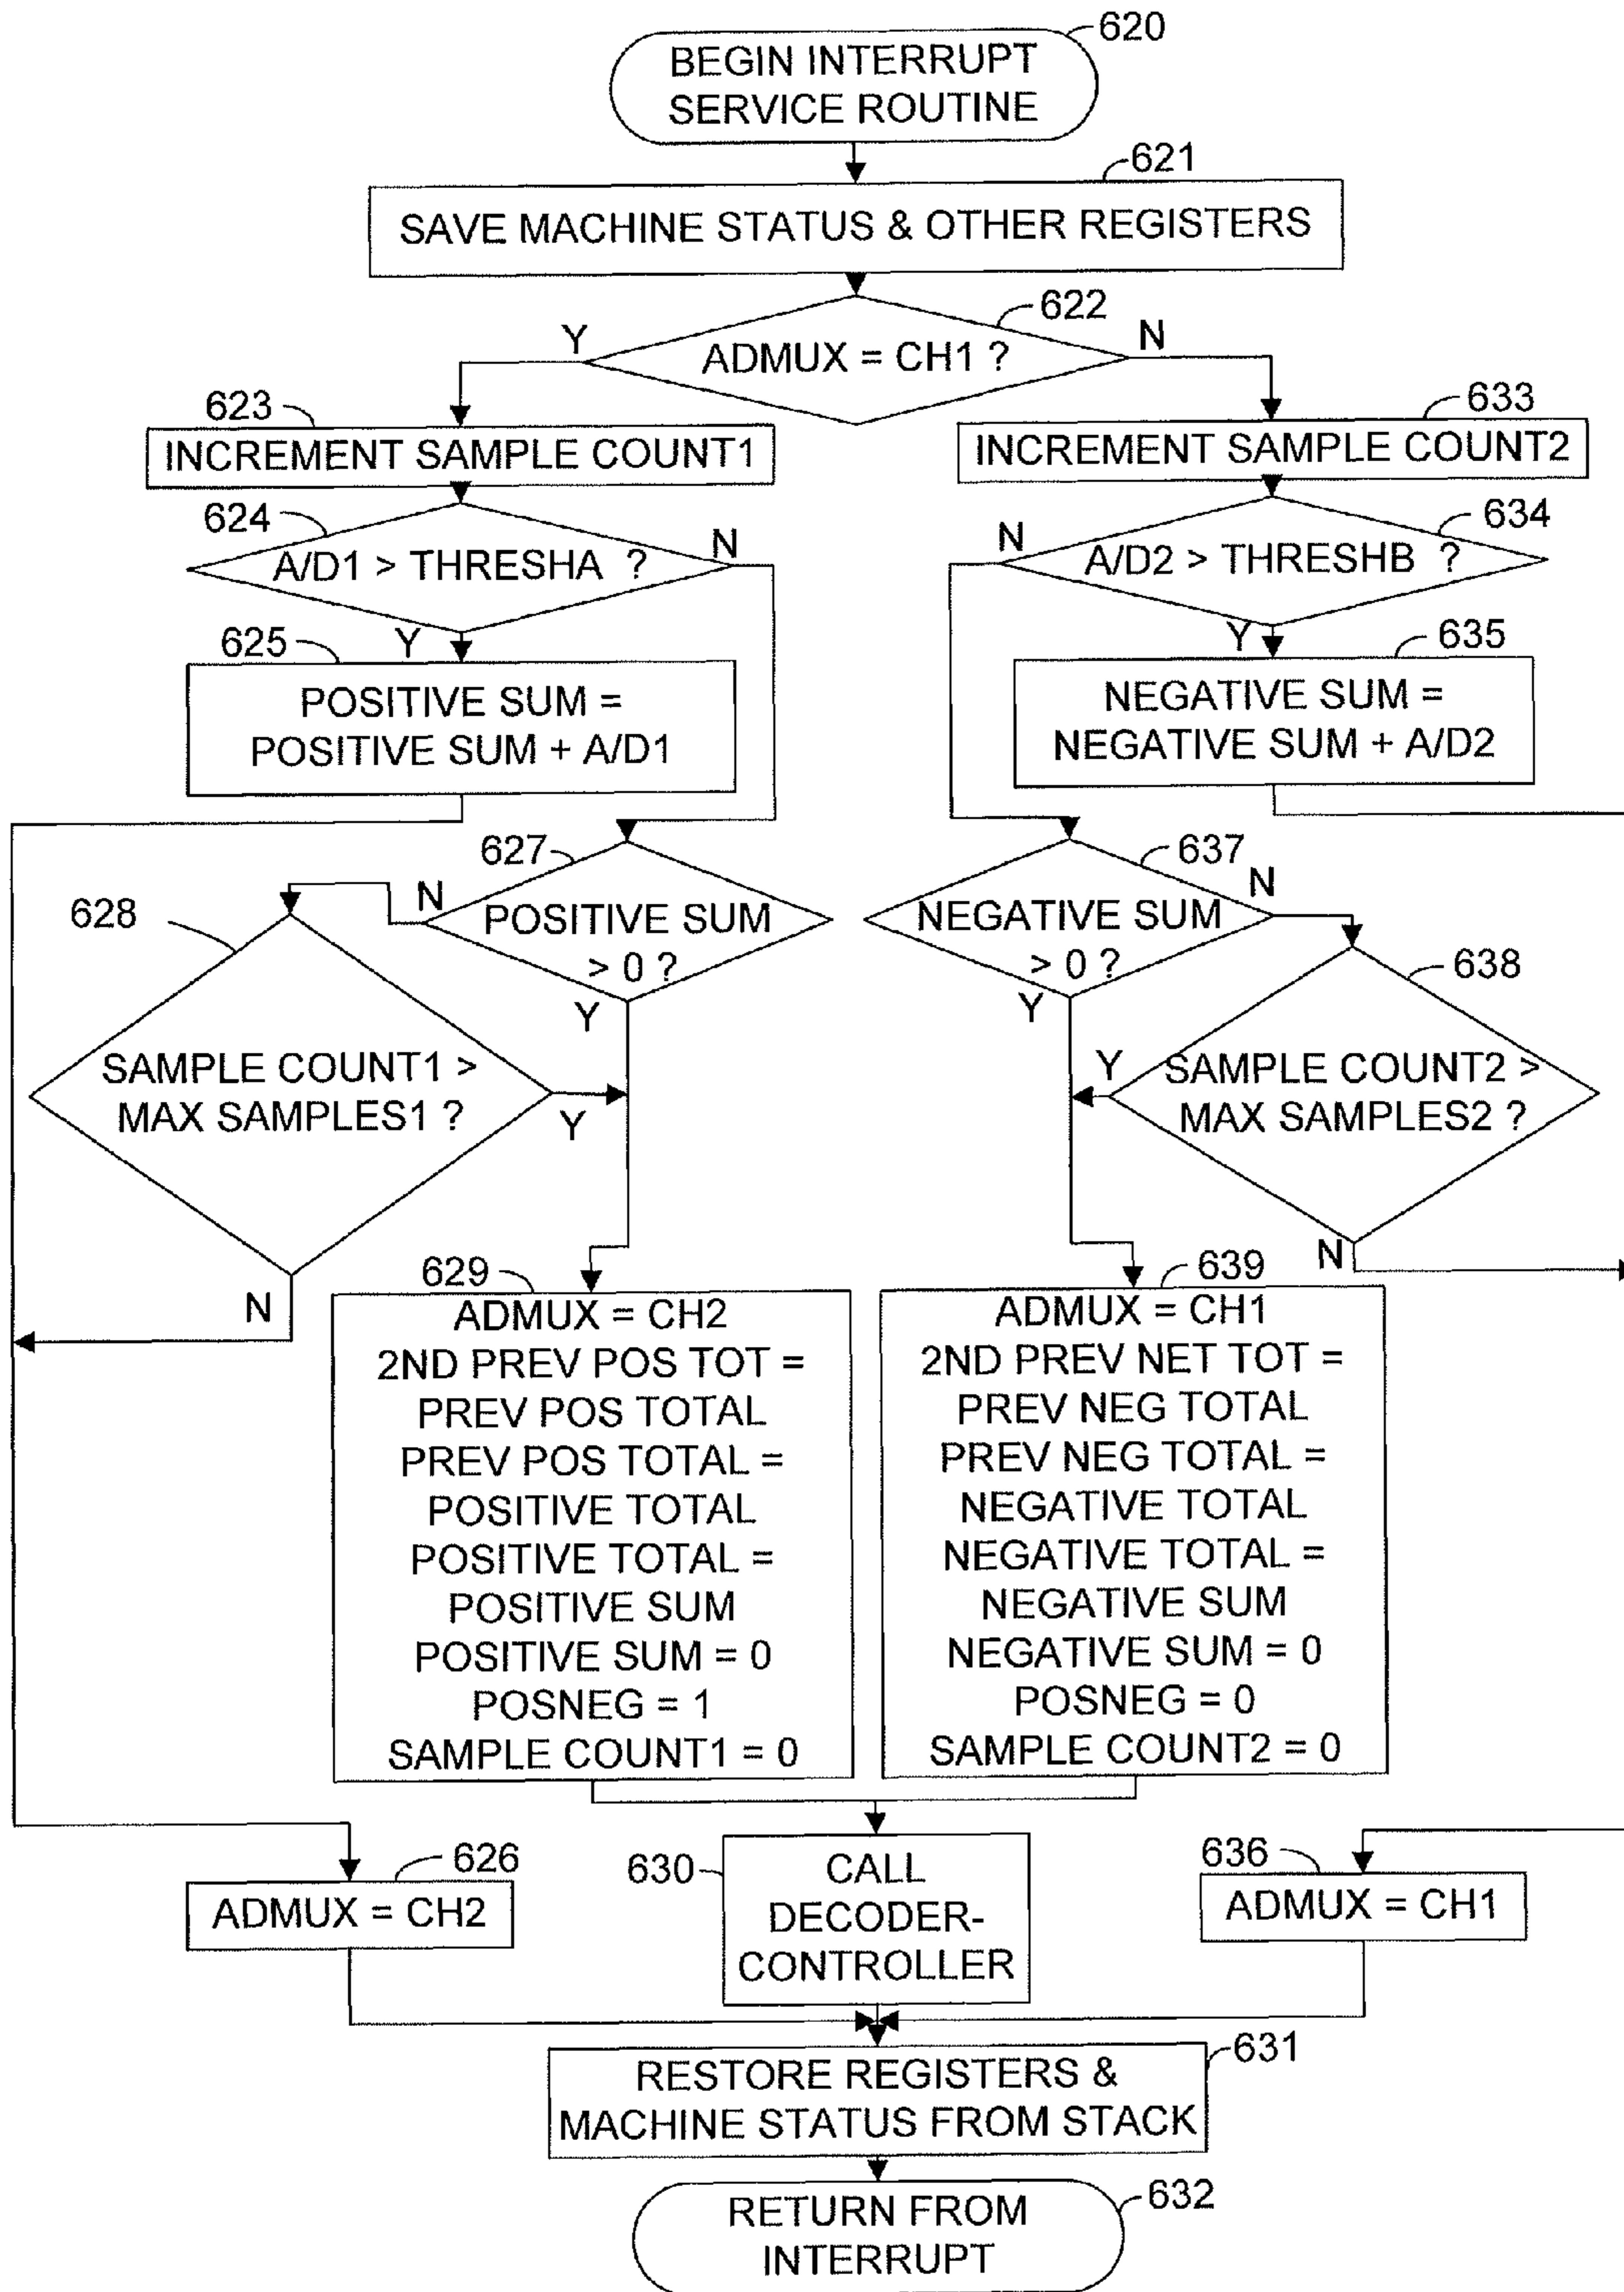 620
BEGIN INTERRUPT
SERVICE ROUTINE
621
SAVE MACHINE STATUS & OTHER REGISTERS
622
Y
ADMUX = CH1 ?
N
623
INCREMENT SAMPLE COUNT1
633
INCREMENT SAMPLE COUNT2
624
A/D1 > THRESHA ?
N
Y
634
N
A/D2 > THRESHB ?
Y
625
POSITIVE SUM =
POSITIVE SUM + A/D1
635
NEGATIVE SUM =
NEGATIVE SUM + A/D2
627
N
POSITIVE SUM
> 0 ?
Y
637
N
NEGATIVE SUM
> 0 ?
Y
628
SAMPLE COUNT1 >
MAX SAMPLES1 ?
Y
N
638
Y
SAMPLE COUNT2 >
MAX SAMPLES2 ?
N
629
ADMUX = CH2
2ND PREV POS TOT =
PREV POS TOTAL
PREV POS TOTAL =
POSITIVE TOTAL
POSITIVE TOTAL =
POSITIVE SUM
POSITIVE SUM = 0
POSNEG = 1
SAMPLE COUNT1 = 0
639
ADMUX = CH1
2ND PREV NET TOT =
PREV NEG TOTAL
PREV NEG TOTAL =
NEGATIVE TOTAL
NEGATIVE TOTAL =
NEGATIVE SUM
NEGATIVE SUM = 0
POSNEG = 0
SAMPLE COUNT2 = 0
626
ADMUX = CH2
630
CALL
DECODER-
CONTROLLER
636
ADMUX = CH1
631
RESTORE REGISTERS &
MACHINE STATUS FROM STACK
632
RETURN FROM
INTERRUPT